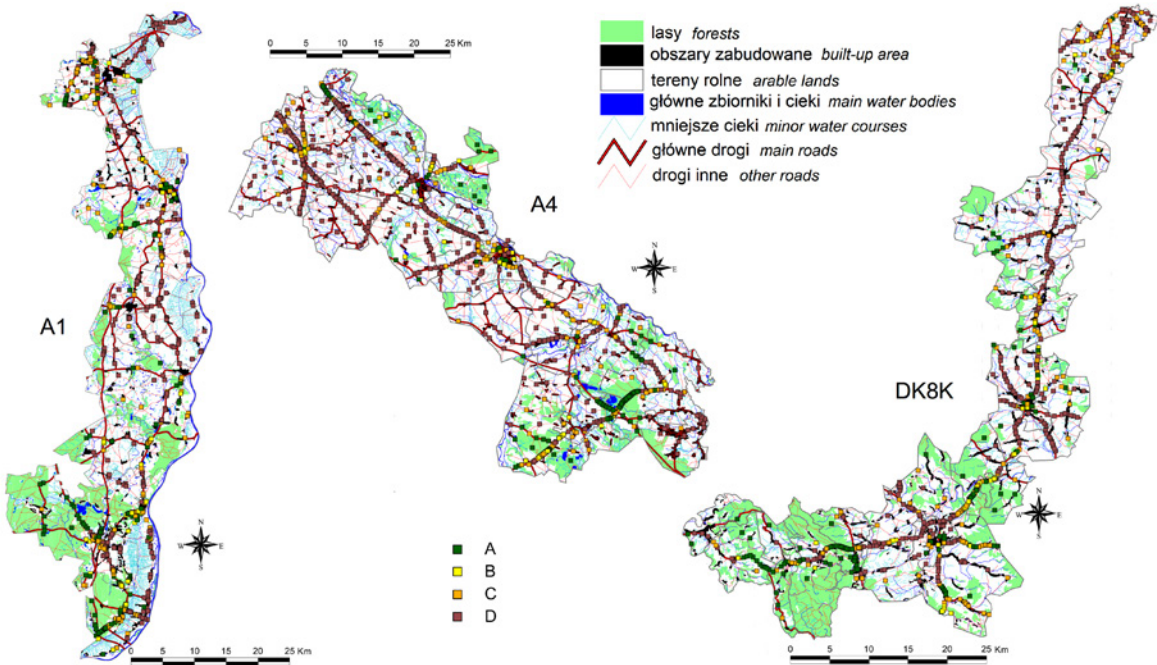 0 5 10 15 20 25 Km
lasy forests
obszary zabudowane built-up area
tereny rolne arable lands
główne zbiorniki i cieki main water bodies
mniejsze cieki minor water courses
główne drogi main roads
drogi inne other roads
A4
A1
DK8K
N
W E
S
N
W E
S
N
W E
S
A
B
C
D
0 5 10 15 20 25 Km
0 5 10 15 20 25 Km